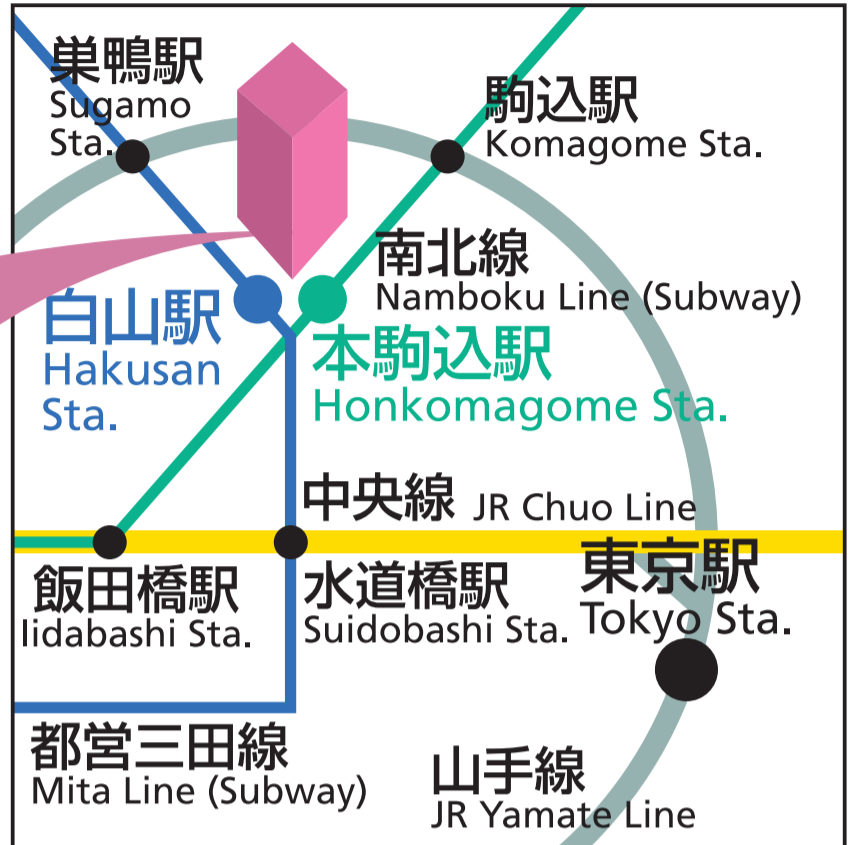 巣鴨駅
Sugamo
Sta.
駒込駅
Komagome Sta.
南北線
Namboku Line (Subway)
白山駅
Hakusan
Sta.
本駒込駅
Honkomagome Sta.
中央線 JR Chuo Line
飯田橋駅
Iidabashi Sta.
水道橋駅
Suidobashi Sta.
東京駅
Tokyo Sta.
都営三田線
Mita Line (Subway)
山手線
JR Yamate Line